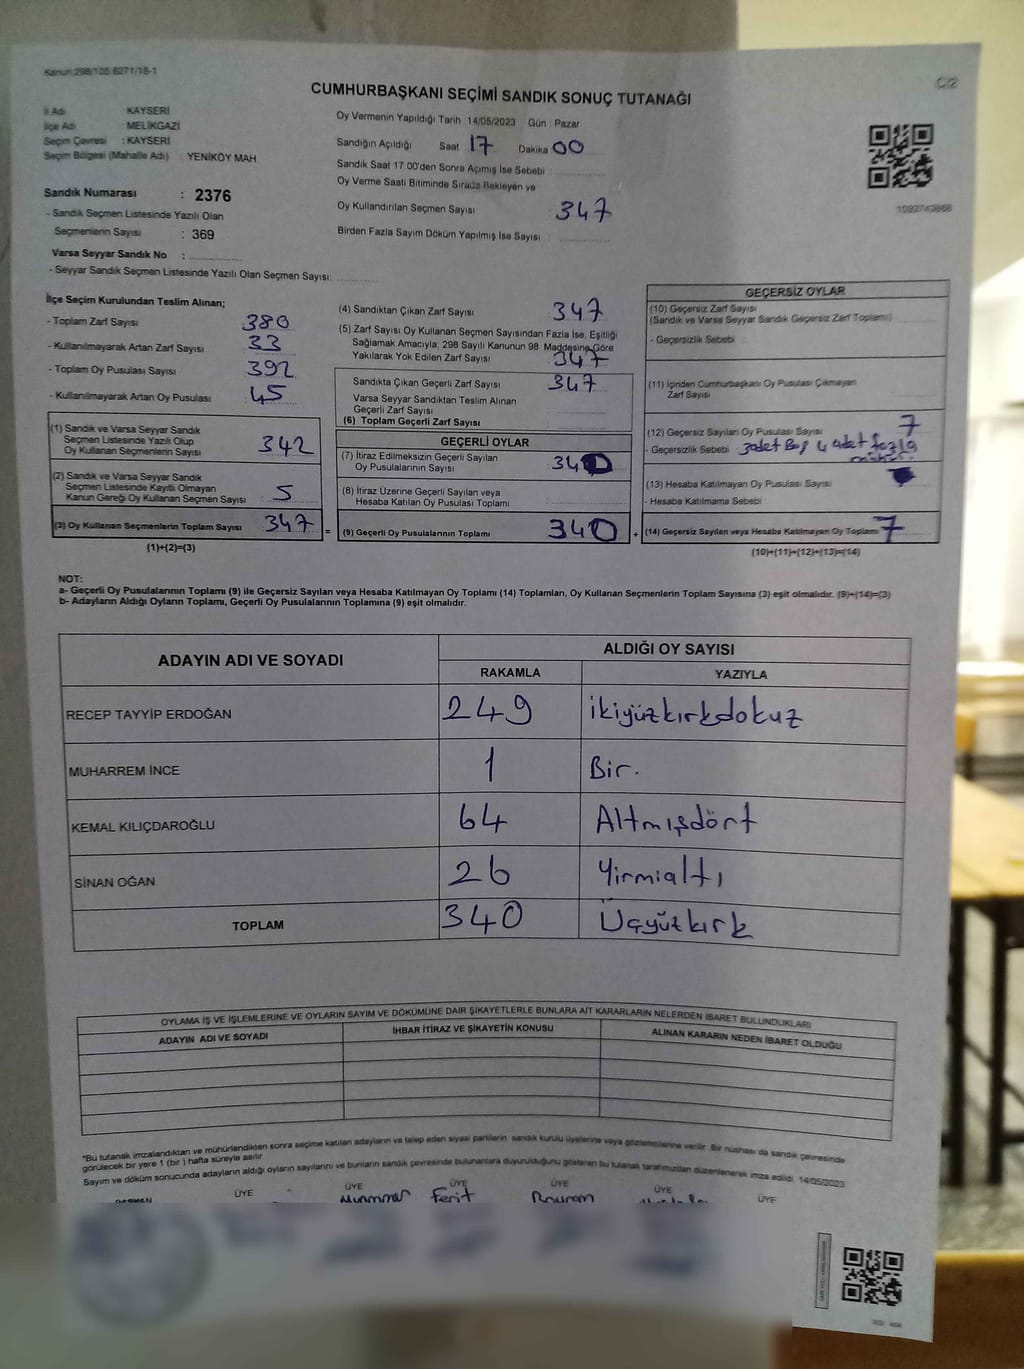 Kanun:298/105 6271/18-1
C/2
CUMHURBAŞKANI SEÇİMİ SANDIK SONUÇ TUTANAĞI
İl Adı KAYSERİ
İlçe Adı : MELİKGAZİ
Seçim Çevresi : KAYSERİ
Seçim Bölgesi (Mahalle Adı) : YENİKÖY MAH
Sandık Numarası : 2376
- Sandık Seçmen Listesinde Yazılı Olan
Seçmenlerin Sayısı : 369
Varsa Seyyar Sandık No :
- Seyyar Sandık Seçmen Listesinde Yazılı Olan Seçmen Sayısı:
Oy Vermenin Yapıldığı Tarih 14/05/2023 Gün : Pazar
Sandığın Açıldığı Saat 17 Dakika 00
Sandık Saat 17:00'den Sonra Açımış İse Sebebi :
Oy Verme Saati Bitiminde Sırada Bekleyen ve
Oy Kullandırılan Seçmen Sayısı : 347
Birden Fazla Sayım Döküm Yapılmış İse Sayısı :
1092743868
İlçe Seçim Kurulundan Teslim Alınan;
- Toplam Zarf Sayısı 380
- Kullanılmayarak Artan Zarf Sayısı 33
- Toplam Oy Pusulası Sayısı 392
- Kullanılmayarak Artan Oy Pusulası 45
(1) Sandık ve Varsa Seyyar Sandık
Seçmen Listesinde Yazılı Olup
Oy Kullanan Seçmenlerin Sayısı : 342
(2) Sandık ve Varsa Seyyar Sandık
Seçmen Listesinde Kayıtlı Olmayan
Kanun Gereği Oy Kullanan Seçmen Sayısı : 5
(3) Oy Kullanan Seçmenlerin Toplam Sayısı : 347
(1)+(2)=(3)
(4) Sandıktan Çıkan Zarf Sayısı 347
(5) Zarf Sayısı Oy Kullanan Seçmen Sayısından Fazla İse, Eşitliği
Sağlamak Amacıyla, 298 Sayılı Kanunun 98. Maddesine Göre
Yakılarak Yok Edilen Zarf Sayısı : 347
Sandıkta Çıkan Geçerli Zarf Sayısı : 347
Varsa Seyyar Sandıktan Teslim Alınan
Geçerli Zarf Sayısı
(6) Toplam Geçerli Zarf Sayısı
GEÇERLİ OYLAR
(7) İtiraz Edilmeksizin Geçerli Sayılan
Oy Pusulalarının Sayısı : 340
(8) İtiraz Üzerine Geçerli Sayılan veya
Hesaba Katılan Oy Pusulası Toplamı :
= (9) Geçerli Oy Pusulalarının Toplamı : 340
GEÇERSİZ OYLAR
(10) Geçersiz Zarf Sayısı
(Sandık ve Varsa Seyyar Sandık Geçersiz Zarf Toplamı)
- Geçersizlik Sebebi
(11) İçinden Cumhurbaşkanı Oy Pusulası Çıkmayan
Zarf Sayısı
(12) Geçersiz Sayılan Oy Pusulası Sayısı 7
- Geçersizlik Sebebi 3 adet Boş 4 adet fazla
mühür.
(13) Hesaba Katılmayan Oy Pusulası Sayısı
- Hesaba Katılmama Sebebi
+ (14) Geçersiz Sayılan veya Hesaba Katılmayan Oy Toplamı 7
(10)+(11)+(12)+(13)=(14)
NOT:
a- Geçerli Oy Pusulalarının Toplamı (9) ile Geçersiz Sayılan veya Hesaba Katılmayan Oy Toplamı (14) Toplamları, Oy Kullanan Seçmenlerin Toplam Sayısına (3) eşit olmalıdır. (9)+(14)=(3)
b- Adayların Aldığı Oyların Toplamı, Geçerli Oy Pusulalarının Toplamına (9) eşit olmalıdır.
ADAYIN ADI VE SOYADI ALDIĞI OY SAYISI
RAKAMLA YAZIYLA
RECEP TAYYİP ERDOĞAN 249 ikiyüzkırkdokuz
MUHARREM İNCE 1 Bir.
KEMAL KILIÇDAROĞLU 64 Altmışdört
SİNAN OĞAN 26 Yirmialtı
TOPLAM 340 Üçyüzkırk
OYLAMA İŞ VE İŞLEMLERİNE VE OYLARIN SAYIM VE DÖKÜMÜNE DAİR ŞİKAYETLERLE BUNLARA AİT KARARLARIN NELERDEN İBARET BULUNDUKLARI
ADAYIN ADI VE SOYADI İHBAR İTİRAZ VE ŞİKAYETİN KONUSU ALINAN KARARIN NEDEN İBARET OLDUĞU
*Bu tutanak imzalandıktan ve mühürlendikten sonra seçime katılan adayların ve talep eden siyasi partilerin sandık kurulu üyelerine veya gözlemcilerine verilir. Bir nüshası da sandık çevresinde
görülecek bir yere 1 (bir) hafta süreyle asılır.
Sayım ve döküm sonucunda adayların aldığı oyların sayılarını ve bunların sandık çevresinde bulunanlara duyurulduğunu gösteren bu tutanak tarafımızdan düzenlenerek imza edildi. 14/05/2023
ÜYE ÜYE ÜYE ÜYE ÜYE ÜYE
Muammer Ferit